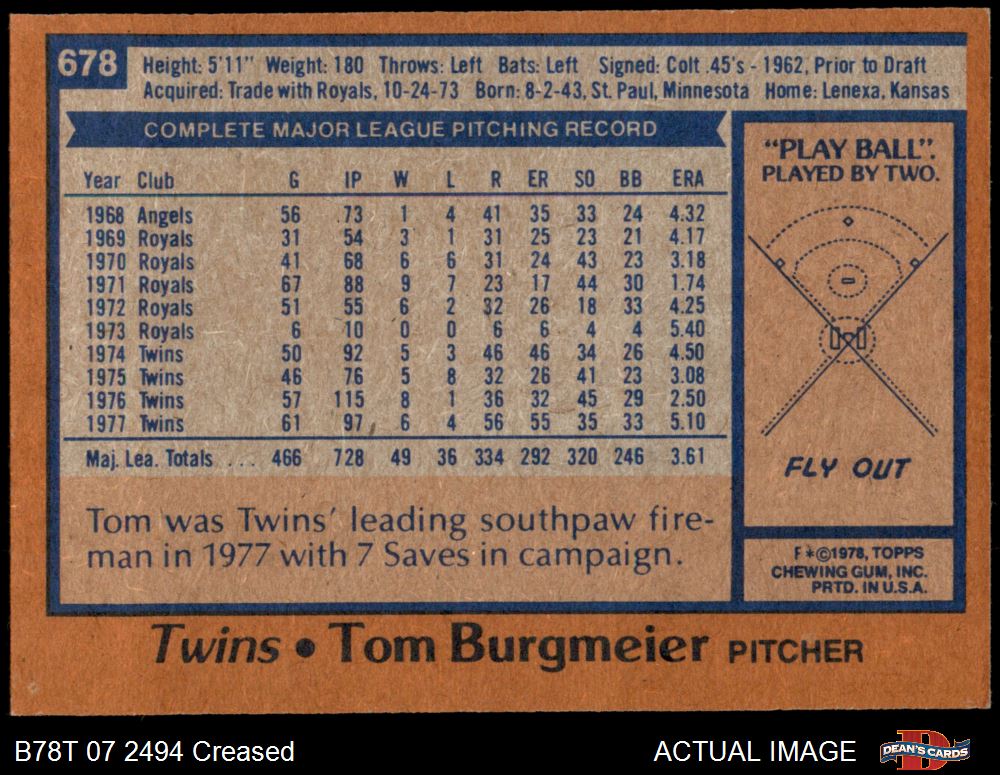 678
Height: 5'11" Weight: 180 Throws: Left Bats: Left Signed: Colt .45's - 1962, Prior to Draft
Acquired: Trade with Royals, 10-24-73 Born: 8-2-43, St. Paul, Minnesota Home: Lenexa, Kansas
COMPLETE MAJOR LEAGUE PITCHING RECORD
Year Club G IP W L R ER SO BB ERA
1968 Angels 56 73 1 4 41 35 33 24 4.32
1969 Royals 31 54 3 1 31 25 23 21 4.17
1970 Royals 41 68 6 6 31 24 43 23 3.18
1971 Royals 67 88 9 7 23 17 44 30 1.74
1972 Royals 51 55 6 2 32 26 18 33 4.25
1973 Royals 6 10 0 0 6 6 4 4 5.40
1974 Twins 50 92 5 3 46 46 34 26 4.50
1975 Twins 46 76 5 8 32 26 41 23 3.08
1976 Twins 57 115 8 1 36 32 45 29 2.50
1977 Twins 61 97 6 4 56 55 35 33 5.10
Maj. Lea. Totals ... 466 728 49 36 334 292 320 246 3.61
Tom was Twins' leading southpaw fire-
man in 1977 with 7 Saves in campaign.
"PLAY BALL".
PLAYED BY TWO.
FLY OUT
F*©1978, TOPPS
CHEWING GUM, INC.
PRTD. IN U.S.A.
Twins • Tom Burgmeier PITCHER
B78T 07 2494 Creased
ACTUAL IMAGE
DEAN'S CARDS